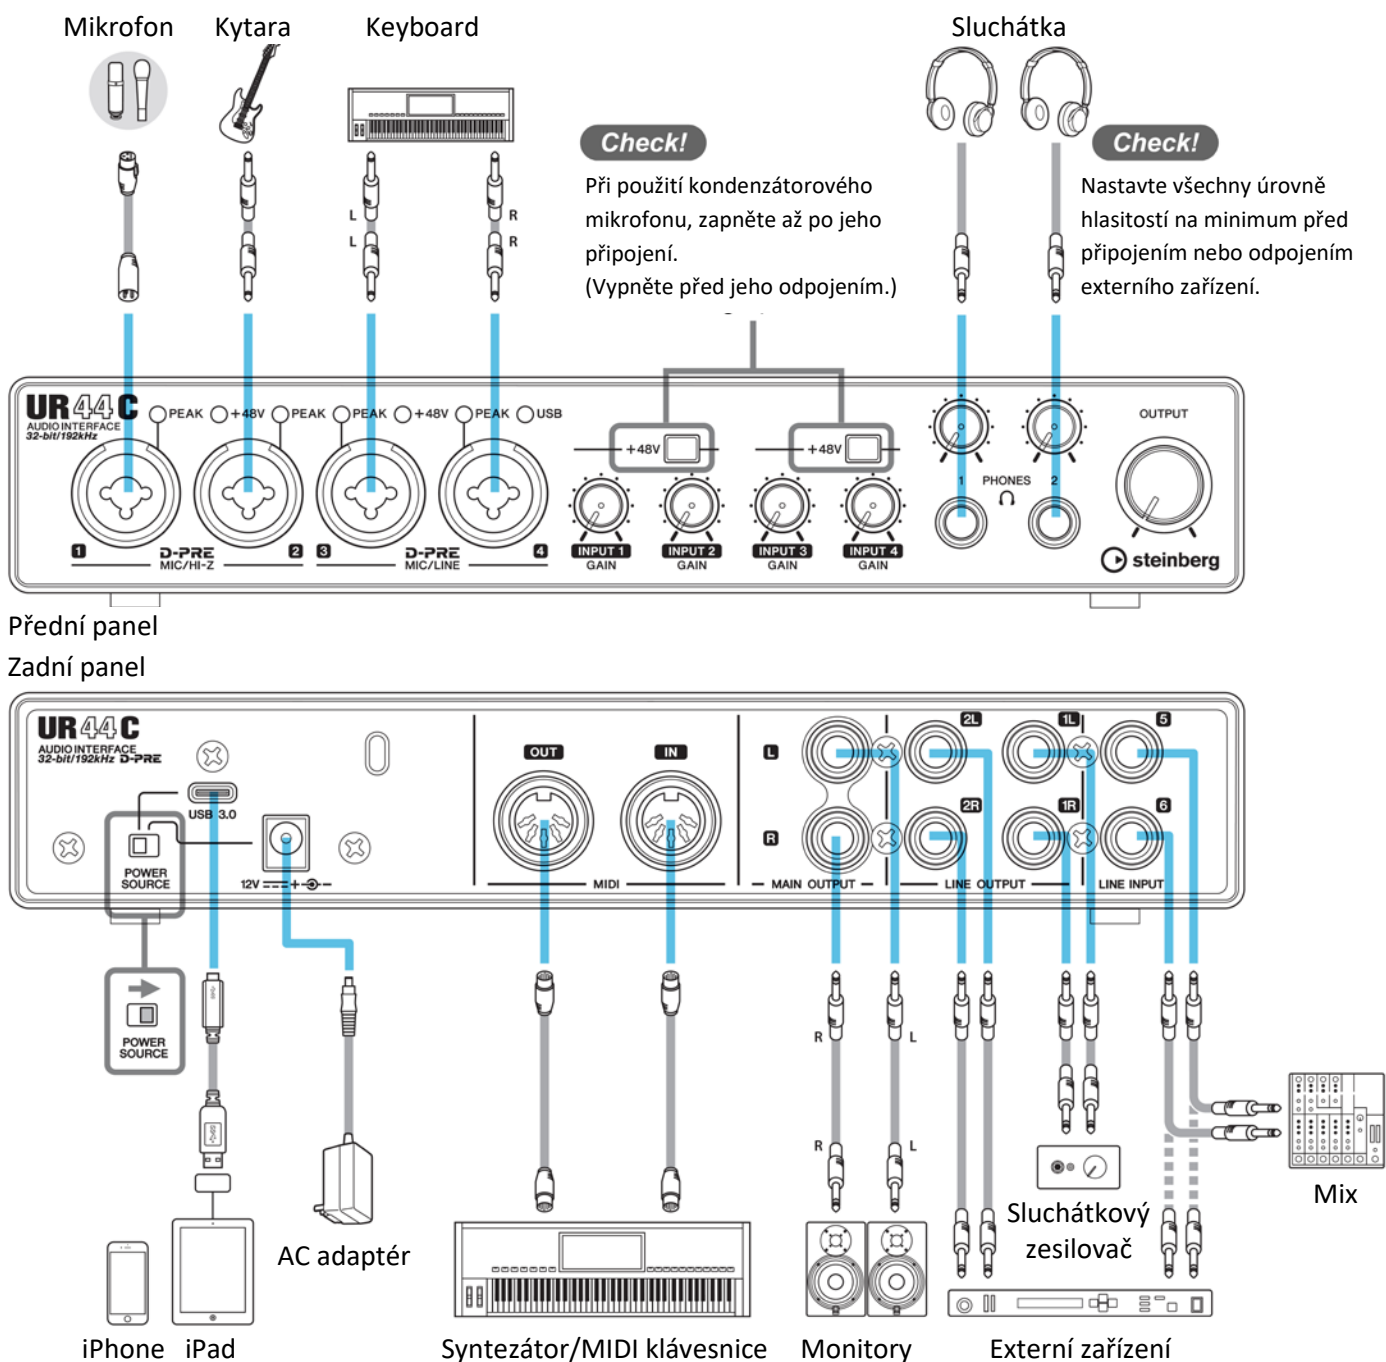 Mikrofon Kytara Keyboard Sluchátka
Check!
Při použití kondenzátorového
mikrofonu, zapněte až po jeho
připojení.
(Vypněte před jeho odpojením.)
Check!
Nastavte všechny úrovně
hlasitostí na minimum před
připojením nebo odpojením
externího zařízení.
L R
L R
UR44C
AUDIO INTERFACE
32-bit/192kHz
PEAK +48V PEAK PEAK +48V PEAK USB
+48V +48V
OUTPUT
1 PHONES 2
1 D-PRE 2 3 D-PRE 4
MIC/HI-Z MIC/LINE
INPUT 1 INPUT 2 INPUT 3 INPUT 4
GAIN GAIN GAIN GAIN
steinberg
Přední panel
Zadní panel
UR44C
AUDIO INTERFACE
32-bit/192kHz D-PRE
USB 3.0
POWER
SOURCE
12V
OUT IN
MIDI
L
R
MAIN OUTPUT
2L 1L 5
2R 1R 6
LINE OUTPUT
LINE INPUT
POWER
SOURCE
R L
R L
Mix
Sluchátkový
zesilovač
AC adaptér
iPhone iPad Syntezátor/MIDI klávesnice Monitory Externí zařízení